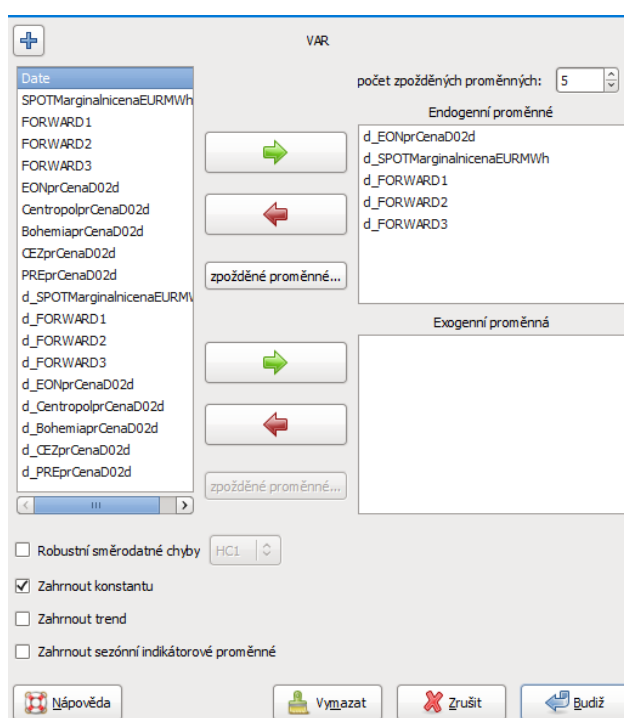 VAR
Date
SPOTMarginalnicenaEURMWh
FORWARD1
FORWARD2
FORWARD3
EONprCenaD02d
CentropolprCenaD02d
BohemiaprCenaD02d
ČEZprCenaD02d
PREprCenaD02d
d_SPOTMarginalnicenaEURMW
d_FORWARD1
d_FORWARD2
d_FORWARD3
d_EONprCenaD02d
d_CentropolprCenaD02d
d_BohemiaprCenaD02d
d_ČEZprCenaD02d
d_PREprCenaD02d
zpožděné proměnné...
zpožděné proměnné...
počet zpožděných proměnných: 5
Endogenní proměnné
d_EONprCenaD02d
d_SPOTMarginalnicenaEURMWh
d_FORWARD1
d_FORWARD2
d_FORWARD3
Exogenní proměnná
Robustní směrodatné chyby HC1
Zahrnout konstantu
Zahrnout trend
Zahrnout sezónní indikátorové proměnné
Nápověda Vymazat Zrušit Budiž